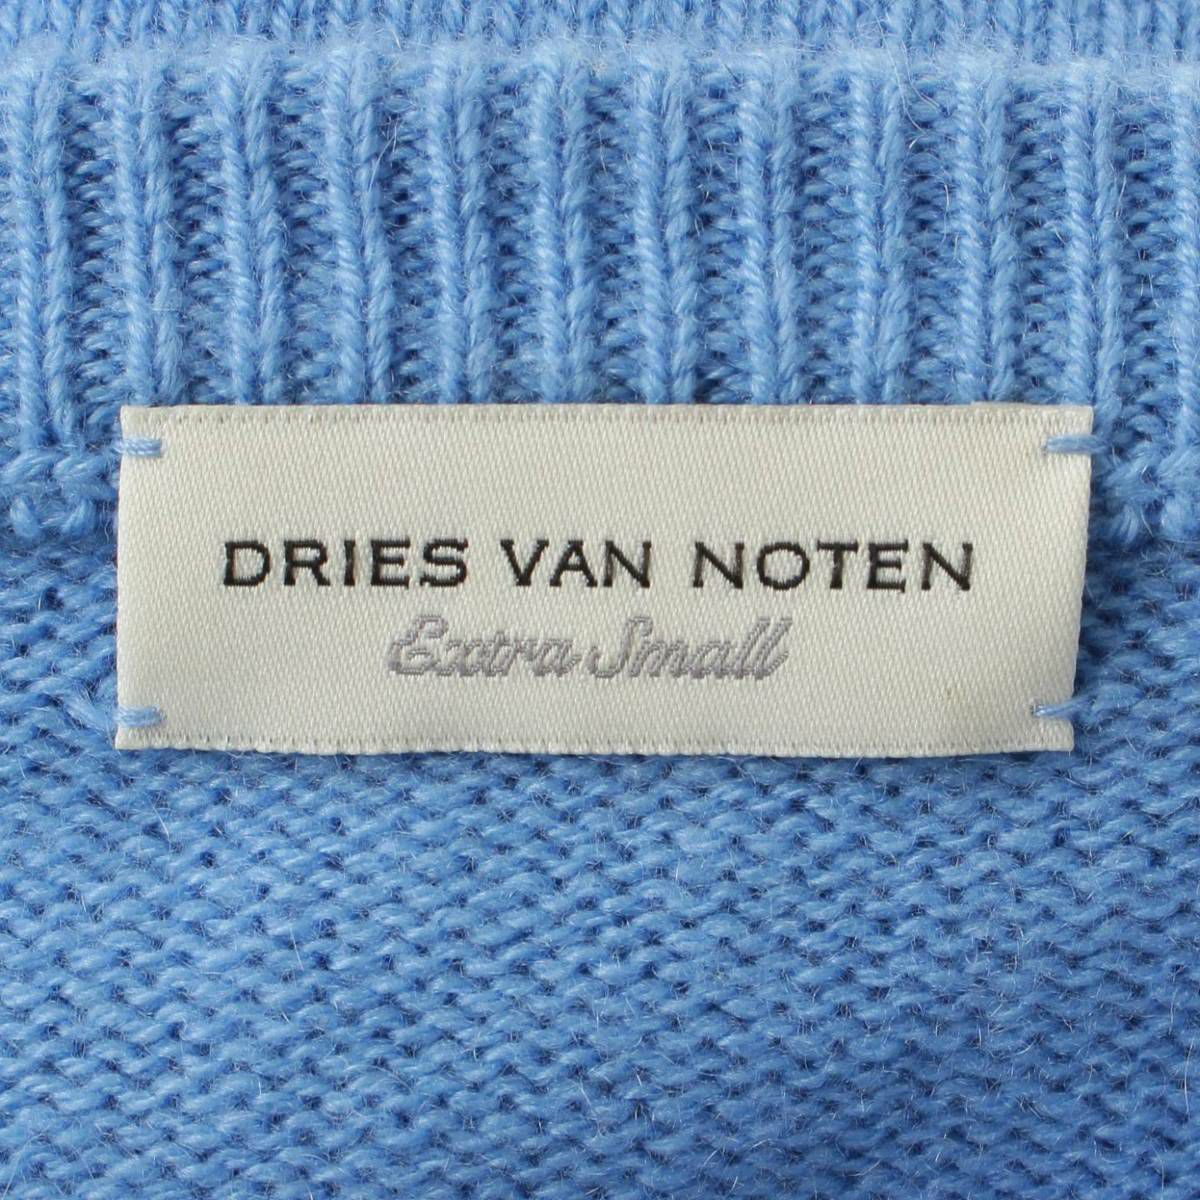 DRIES VAN NOTEN
Extra Small